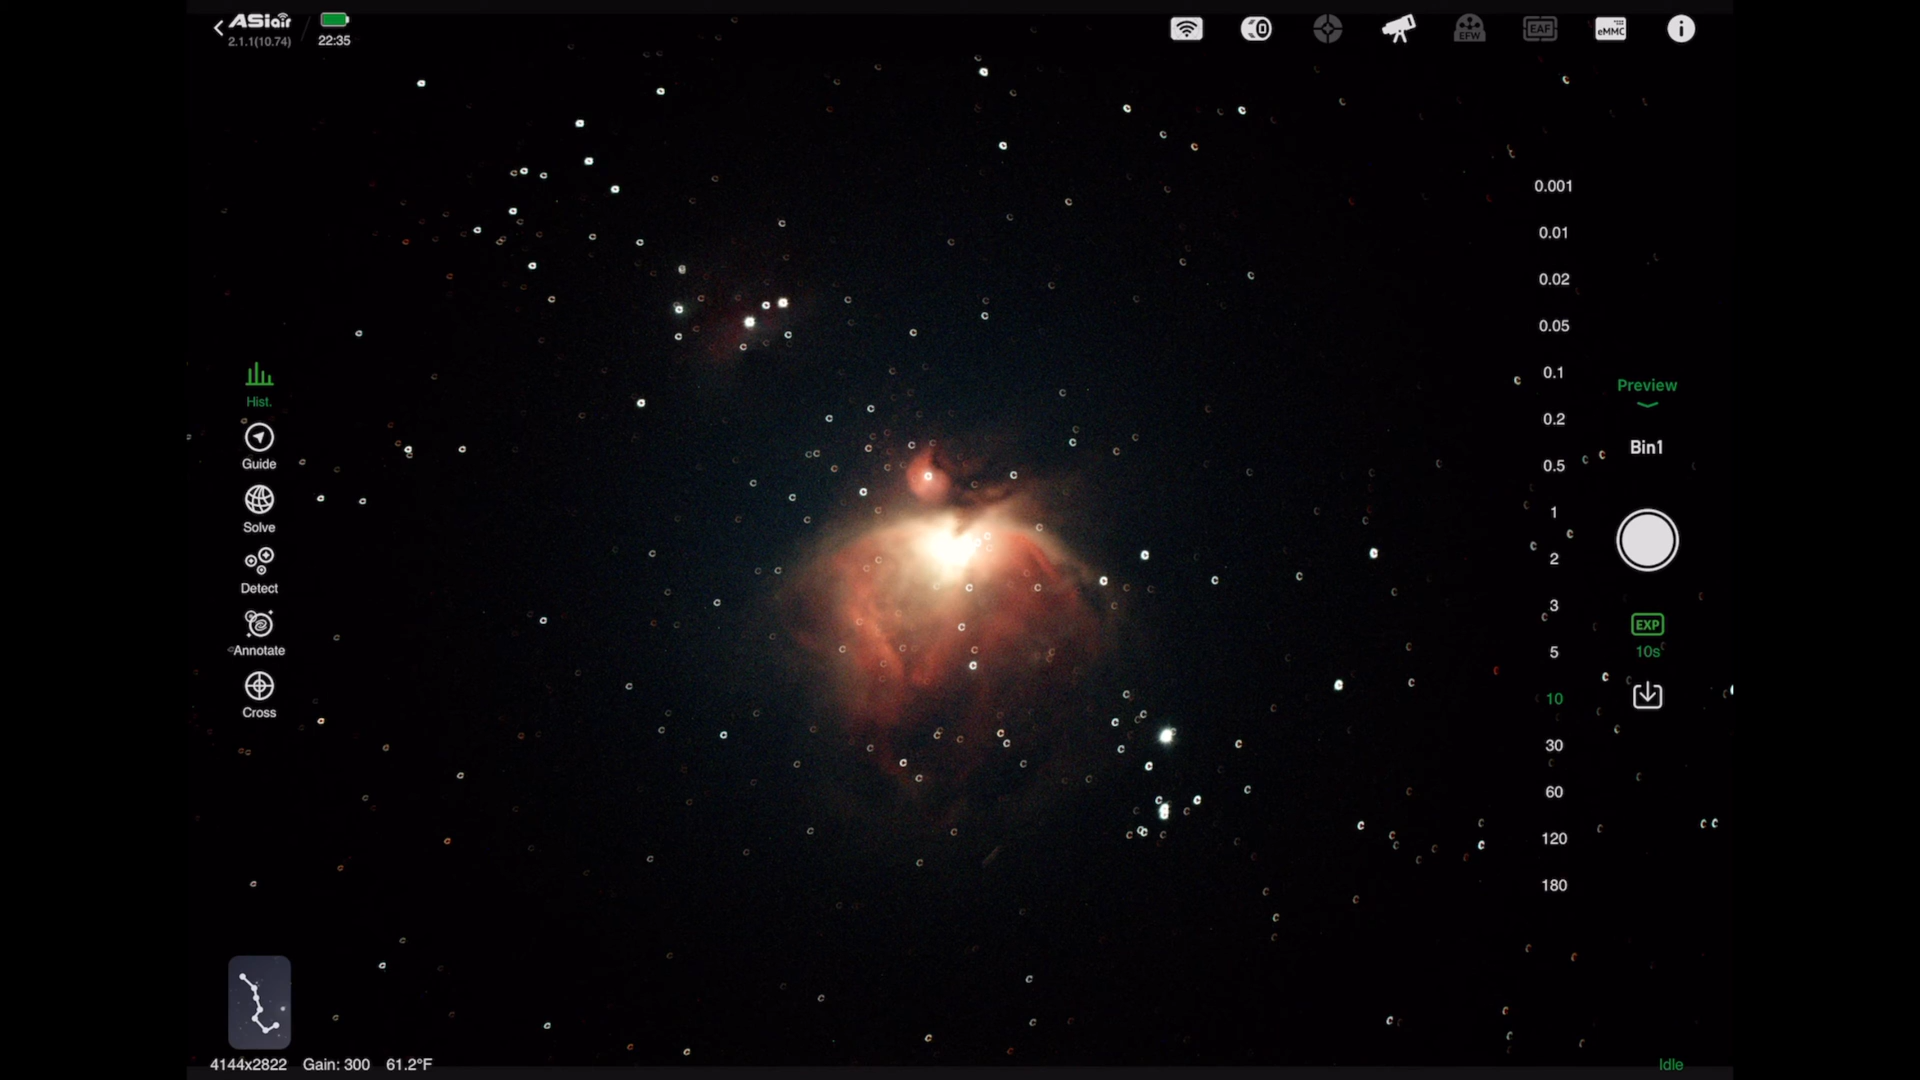 ASIair
2.1.1(10.74)
22:35
EFW
EAF
eMMC
0.001
0.01
0.02
0.05
0.1
0.2
0.5
1
2
3
5
10
30
60
120
180
Hist.
Guide
Solve
Detect
Annotate
Cross
Preview
Bin1
EXP
10s
4144x2822 Gain: 300 61.2°F
Idle